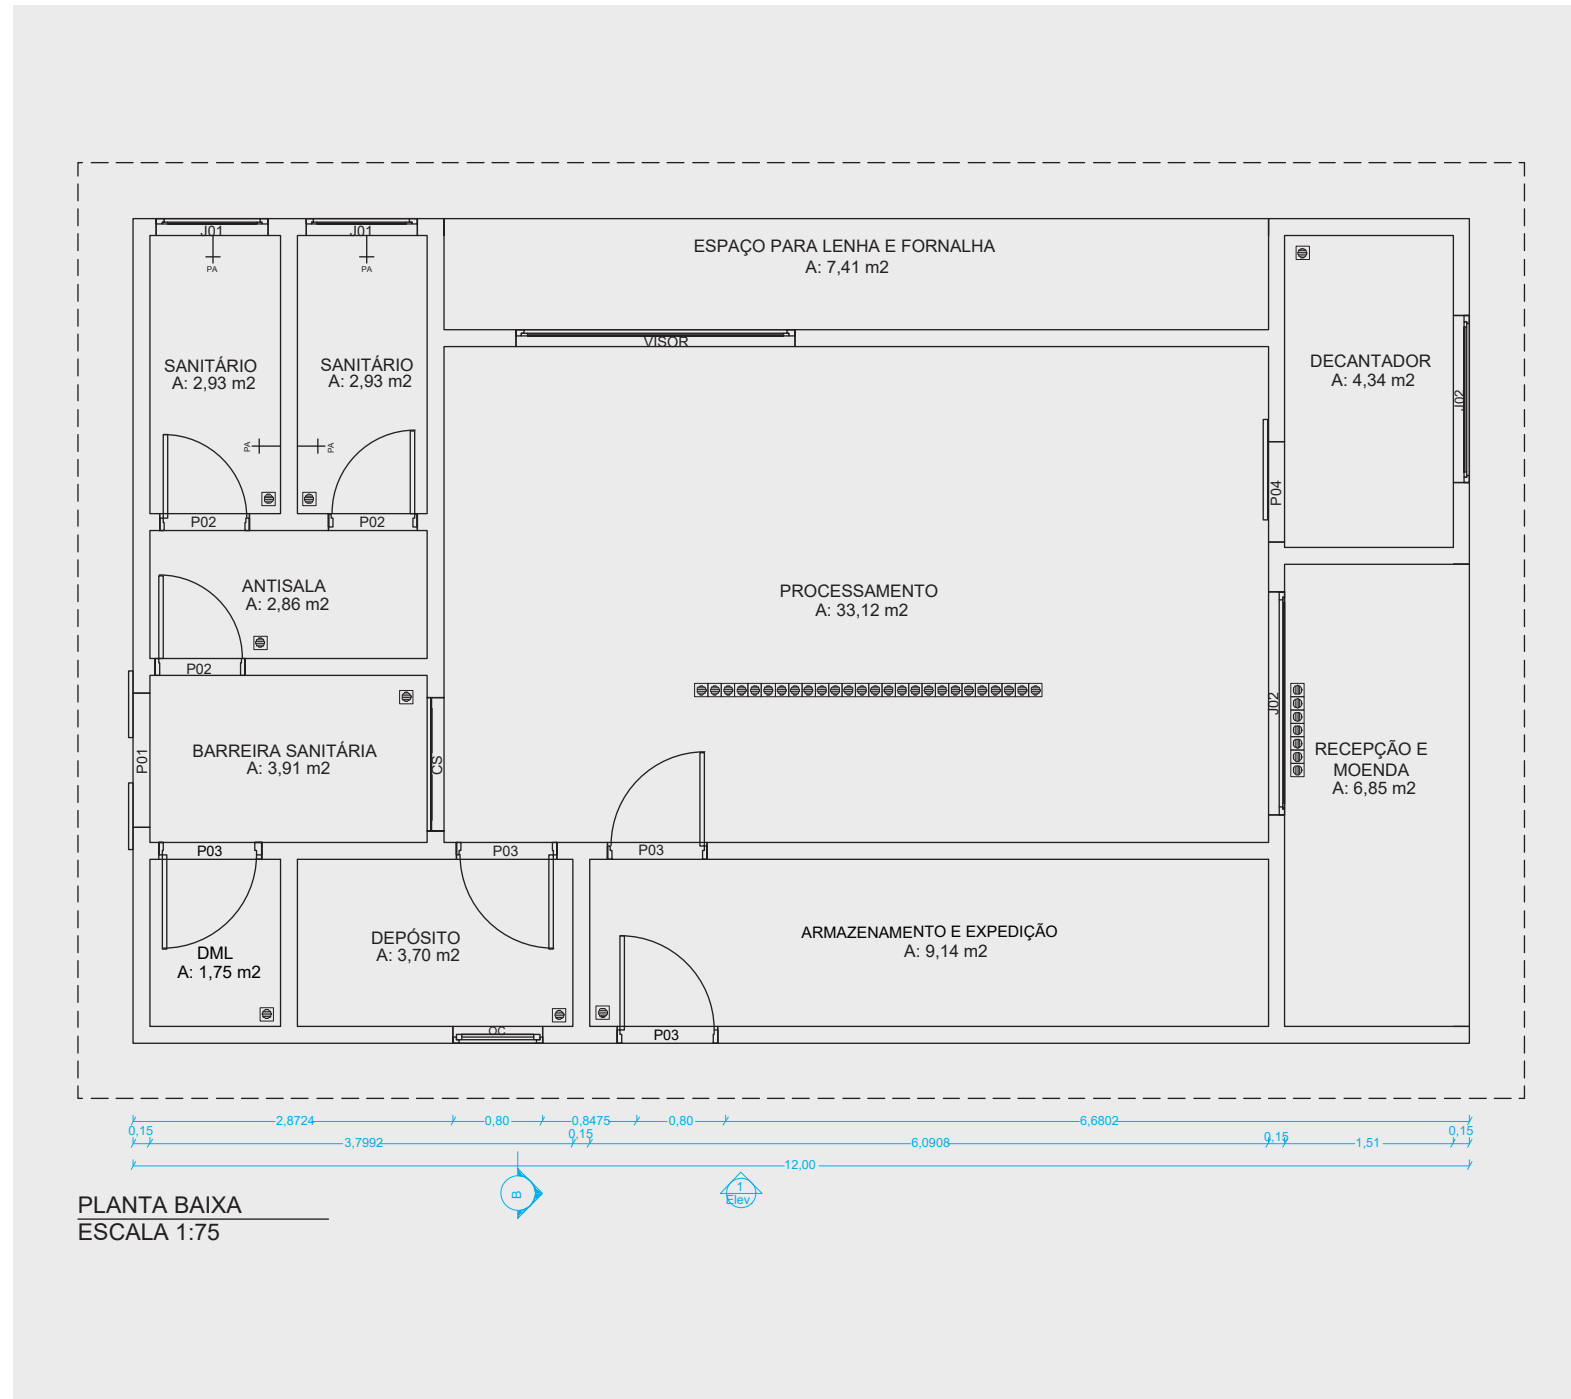 J01
J01
PA
PA
ESPAÇO PARA LENHA E FORNALHA
A: 7,41 m2
VISOR
SANITÁRIO
A: 2,93 m2
SANITÁRIO
A: 2,93 m2
DECANTADOR
A: 4,34 m2
J02
PA
PA
P04
P02
P02
ANTISALA
A: 2,86 m2
PROCESSAMENTO
A: 33,12 m2
P02
J02
P01
BARREIRA SANITÁRIA
A: 3,91 m2
CS
RECEPÇÃO E
MOENDA
A: 6,85 m2
P03
P03
P03
DML
A: 1,75 m2
DEPÓSITO
A: 3,70 m2
ARMAZENAMENTO E EXPEDIÇÃO
A: 9,14 m2
OC
P03
2,8724
0,80
0,8475
0,80
6,6802
0,15
3,7992
0,15
6,0908
0,15
1,51
0,15
12,00
B
1
Elev
PLANTA BAIXA
ESCALA 1:75